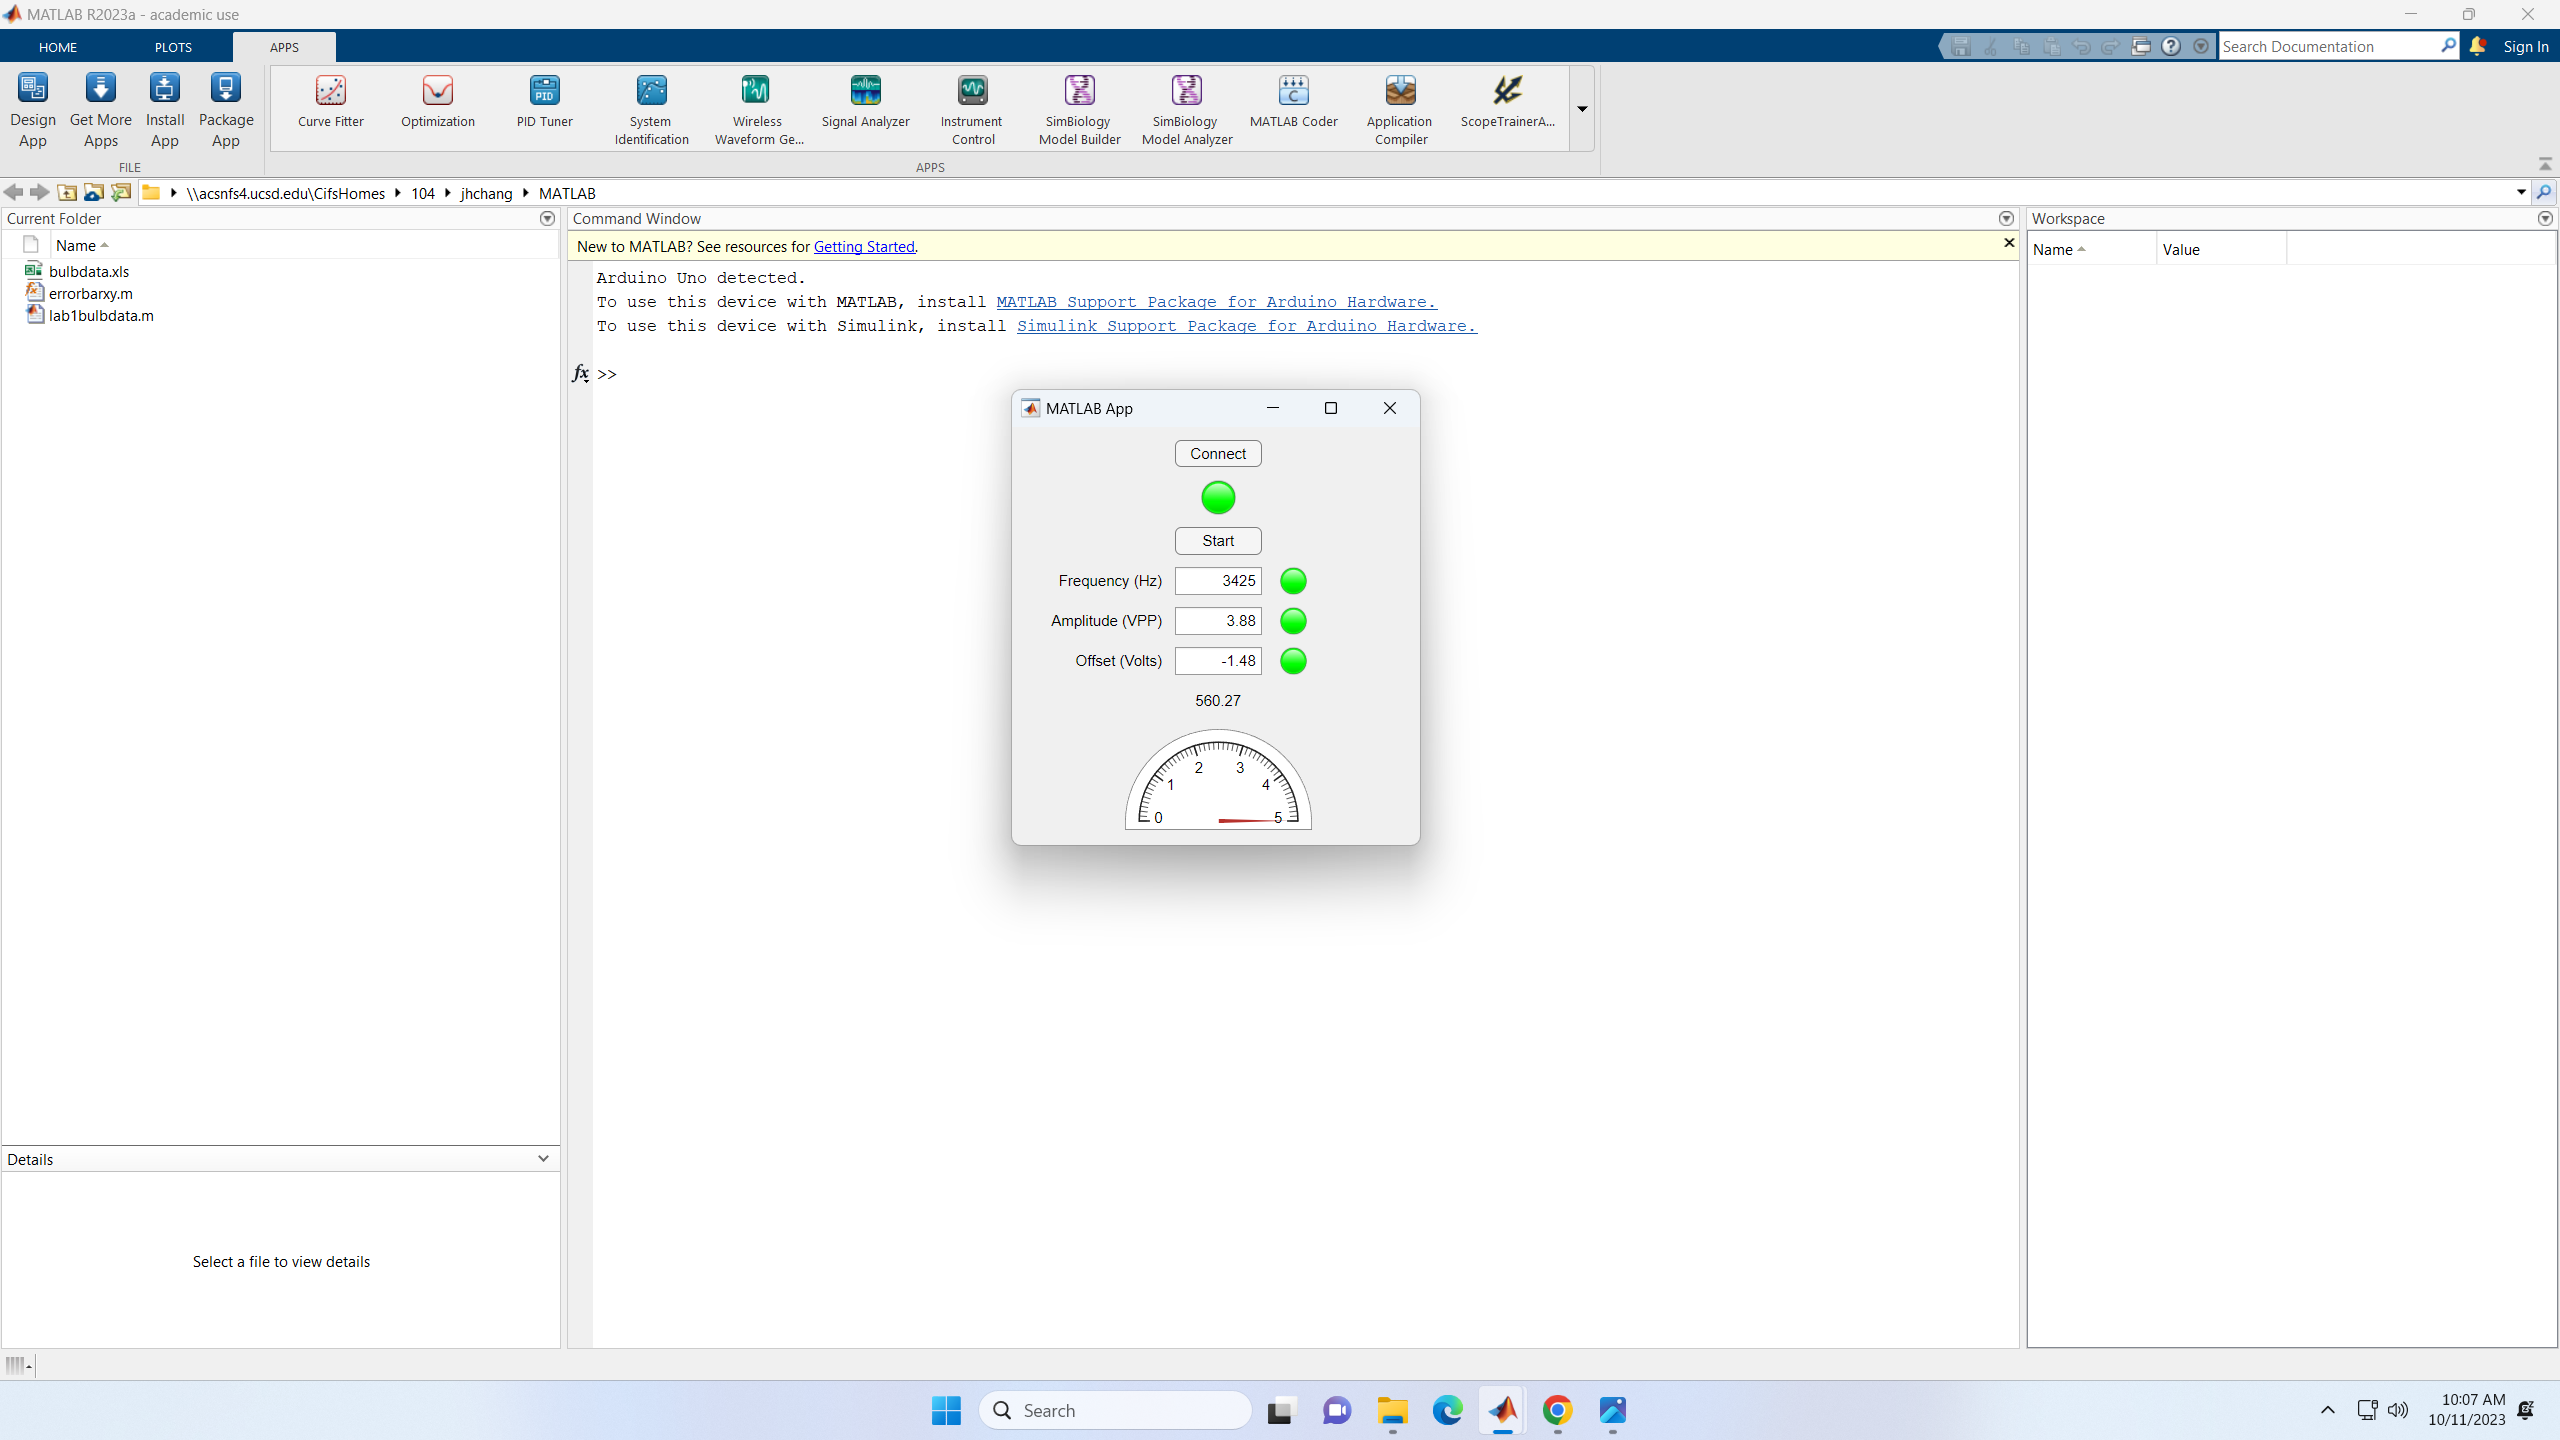 MATLAB R2023a - academic use
HOME PLOTS APPS
Search Documentation
Sign In
Design App
Get More Apps
Install App
Package App
Curve Fitter
Optimization
PID Tuner
System Identification
Wireless Waveform Ge...
Signal Analyzer
Instrument Control
SimBiology Model Builder
SimBiology Model Analyzer
MATLAB Coder
Application Compiler
ScopeTrainerA...
FILE
APPS
\\acsnfs4.ucsd.edu\CifsHomes 104 jhchang MATLAB
Current Folder
Name
bulbdata.xls
errorbarxy.m
lab1bulbdata.m
Details
Select a file to view details
Command Window
New to MATLAB? See resources for Getting Started.
Arduino Uno detected.
To use this device with MATLAB, install MATLAB Support Package for Arduino Hardware.
To use this device with Simulink, install Simulink Support Package for Arduino Hardware.
fx >>
MATLAB App
Connect
Start
Frequency (Hz) 3425
Amplitude (VPP) 3.88
Offset (Volts) -1.48
560.27
0 1 2 3 4 5
Workspace
Name Value
Search
10:07 AM
10/11/2023